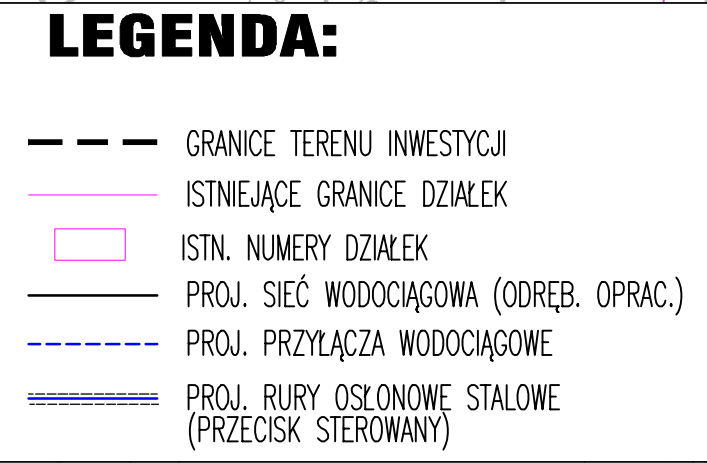 LEGENDA:
GRANICE TERENU INWESTYCJI
ISTNIEJĄCE GRANICE DZIAŁEK
ISTN. NUMERY DZIAŁEK
PROJ. SIEĆ WODOCIĄGOWA (ODRĘB. OPRAC.)
PROJ. PRZYŁĄCZA WODOCIĄGOWE
PROJ. RURY OSŁONOWE STALOWE
(PRZECISK STEROWANY)